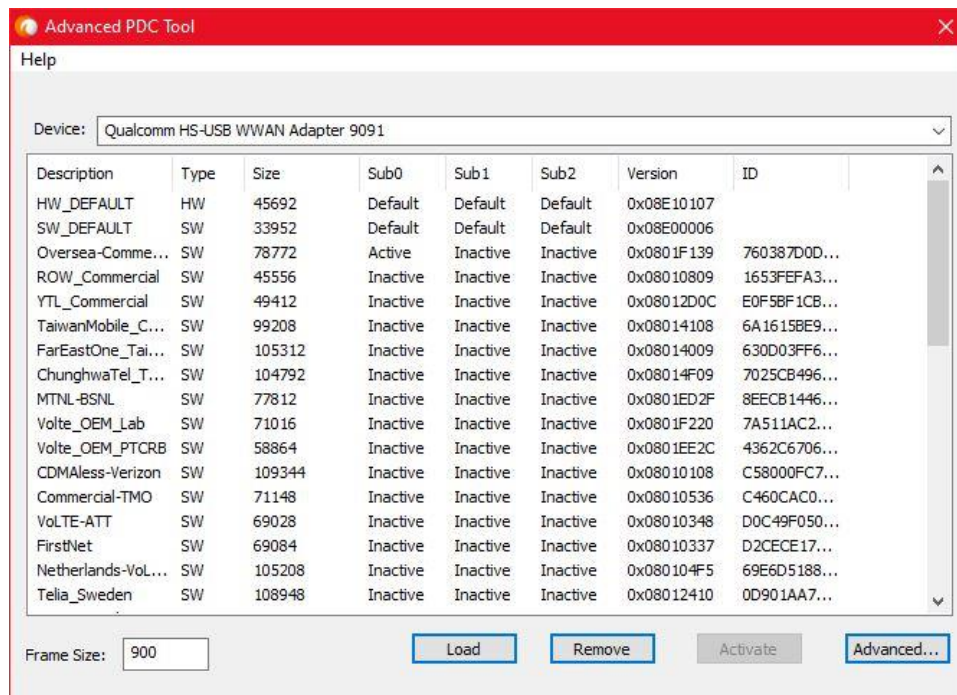 Advanced PDC Tool
Help
Device: Qualcomm HS-USB WWAN Adapter 9091
Description Type Size Sub0 Sub1 Sub2 Version ID
HW_DEFAULT HW 45692 Default Default Default 0x08E10107
SW_DEFAULT SW 33952 Default Default Default 0x08E00006
Oversea-Comme... SW 78772 Active Inactive Inactive 0x0801F139 760387D0D...
ROW_Commercial SW 45556 Inactive Inactive Inactive 0x08010809 1653FEFA3...
YTL_Commercial SW 49412 Inactive Inactive Inactive 0x08012D0C E0F5BF1CB...
TaiwanMobile_C... SW 99208 Inactive Inactive Inactive 0x08014108 6A1615BE9...
FarEastOne_Tai... SW 105312 Inactive Inactive Inactive 0x08014009 630D03FF6...
ChunghwaTel_T... SW 104792 Inactive Inactive Inactive 0x08014F09 7025CB496...
MTNL-BSNL SW 77812 Inactive Inactive Inactive 0x0801ED2F 8EECB1446...
Volte_OEM_Lab SW 71016 Inactive Inactive Inactive 0x0801F220 7A511AC2...
Volte_OEM_PTCRB SW 58864 Inactive Inactive Inactive 0x0801EE2C 4362C6706...
CDMAless-Verizon SW 109344 Inactive Inactive Inactive 0x08010108 C58000FC7...
Commercial-TMO SW 71148 Inactive Inactive Inactive 0x08010536 C460CAC0...
VoLTE-ATT SW 69028 Inactive Inactive Inactive 0x08010348 D0C49F050...
FirstNet SW 69084 Inactive Inactive Inactive 0x08010337 D2CECE17...
Netherlands-VoL... SW 105208 Inactive Inactive Inactive 0x080104F5 69E6D5188...
Telia_Sweden SW 108948 Inactive Inactive Inactive 0x08012410 0D901AA7...
Frame Size: 900 Load Remove Activate Advanced...